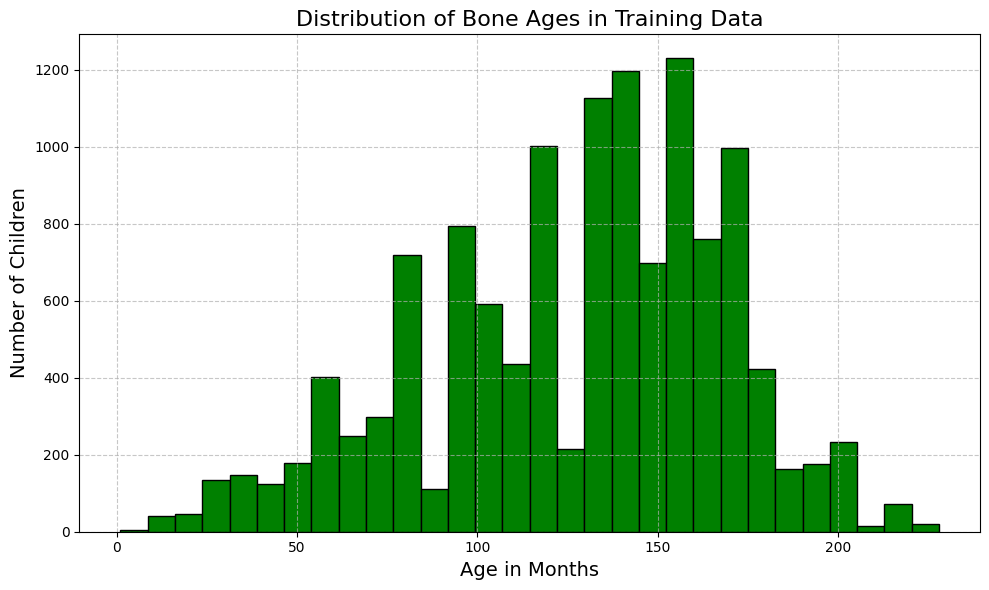 Distribution of Bone Ages in Training Data
Number of Children
1200
1000
800
600
400
200
0
0 50 100 150 200
Age in Months